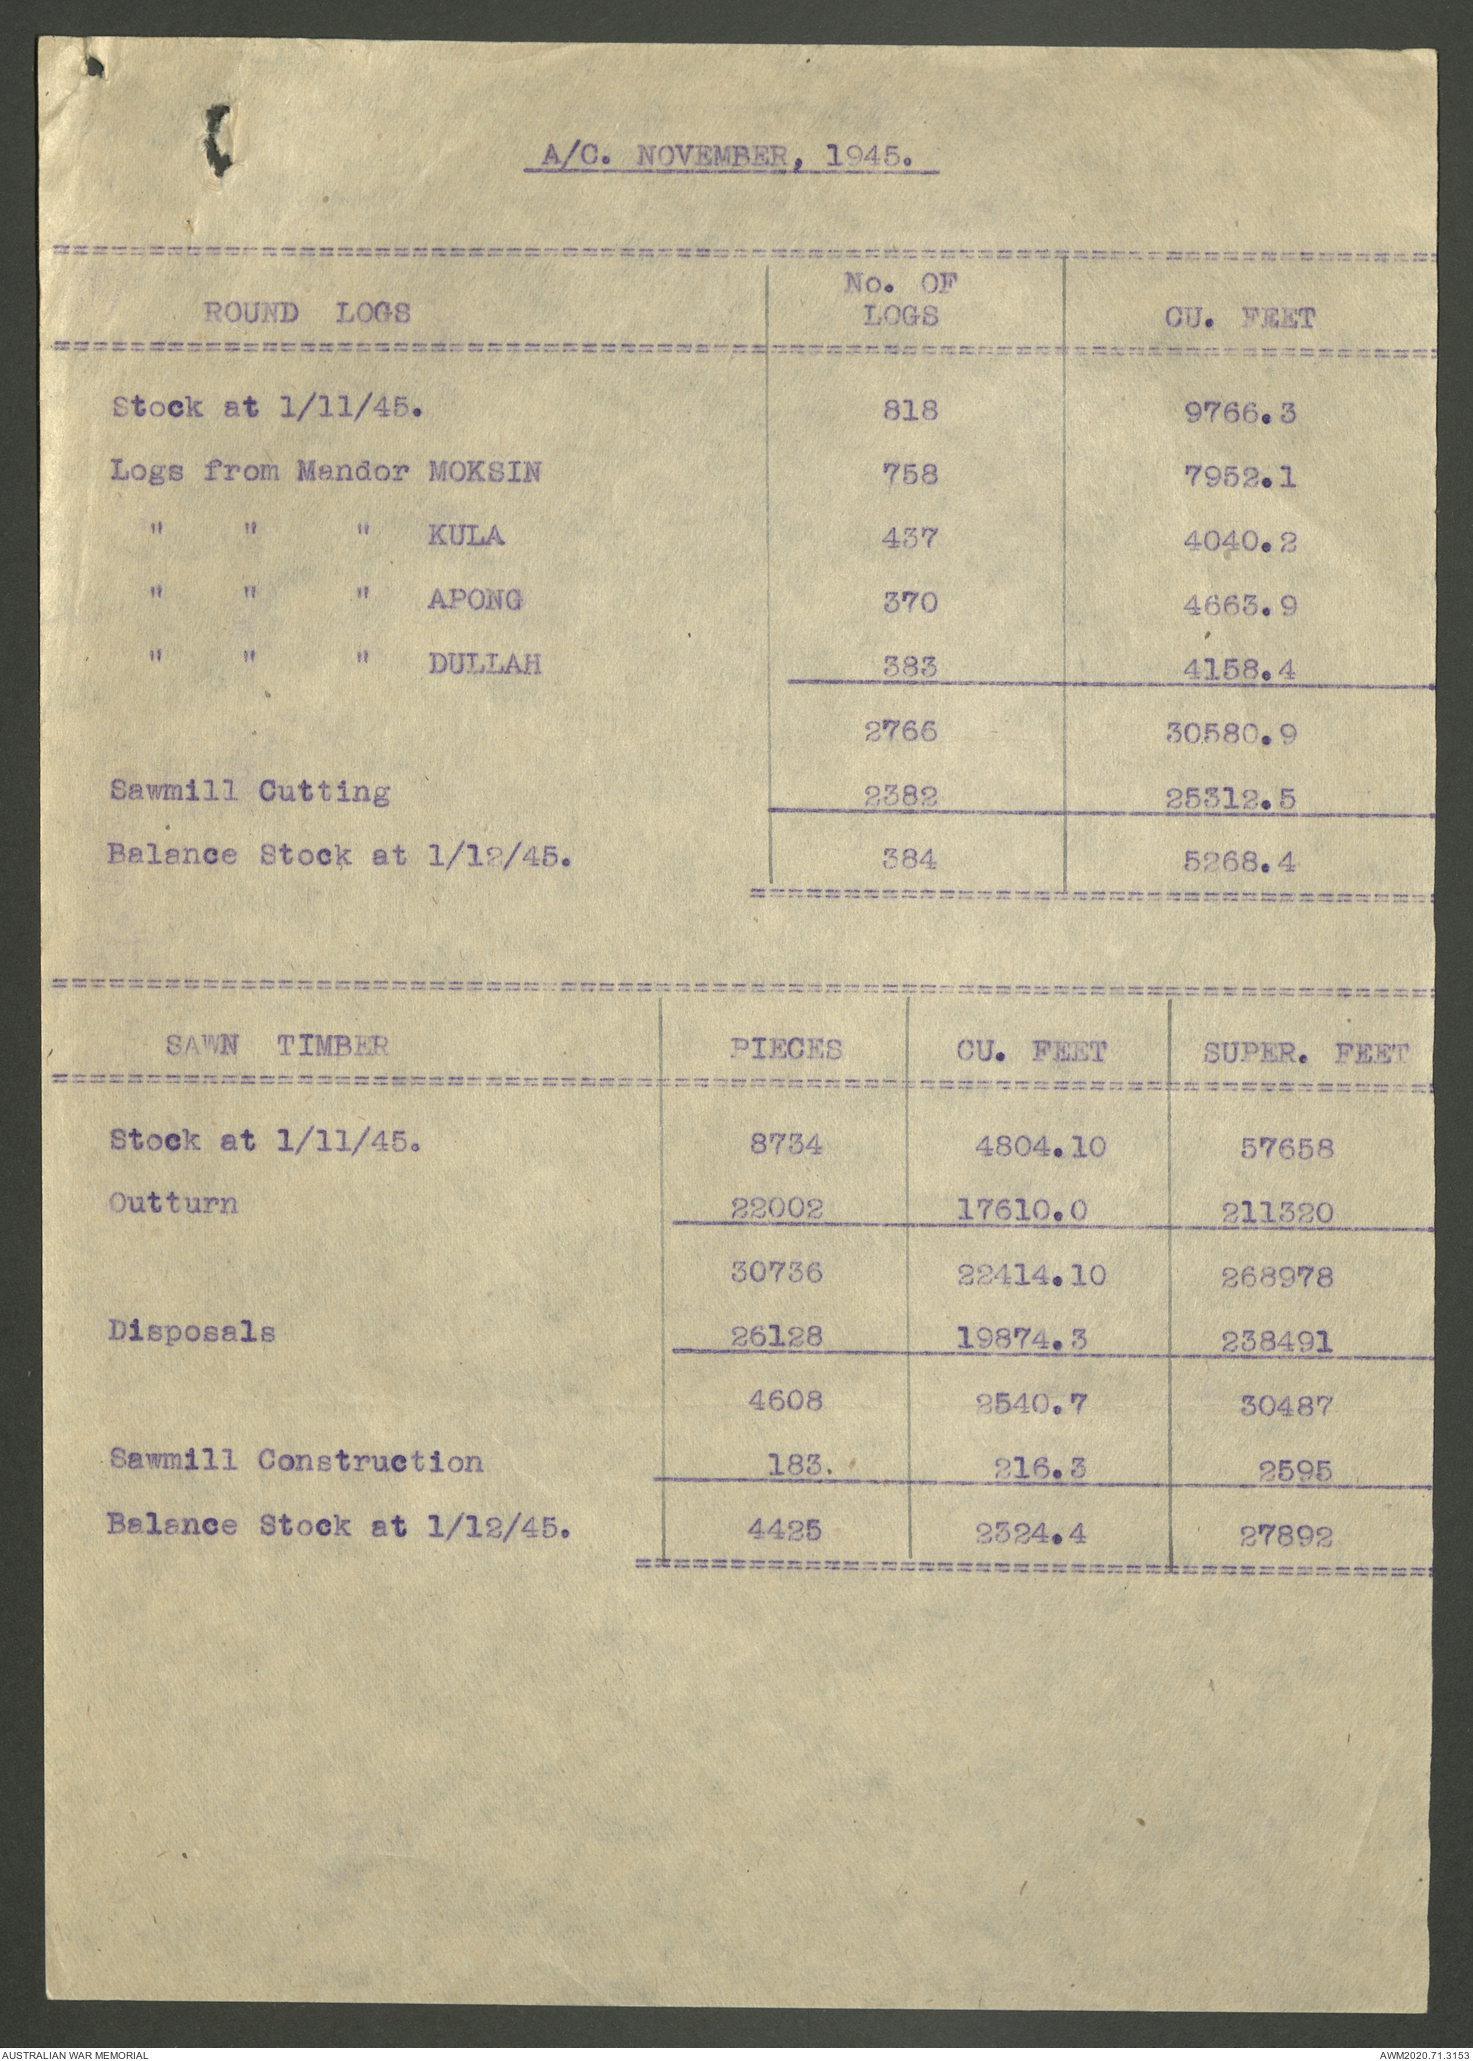 A/C. NOVEMBER, 1945.
ROUND LOGS No. OF LOGS CU. FEET
Stock at 1/11/45. 818 9766.3
Logs from Mandor MOKSIN 758 7952.1
" " " KULA 437 4040.2
" " " APONG 370 4663.9
" " " DULLAH 383 4158.4
2766 30580.9
Sawmill Cutting 2382 25312.5
Balance Stock at 1/12/45. 384 5268.4
SAWN TIMBER PIECES CU. FEET SUPER. FEET
Stock at 1/11/45. 8734 4804.10 57658
Outturn 22002 17610.0 211320
30736 22414.10 268978
Disposals 26128 19874.3 238491
4608 2540.7 30487
Sawmill Construction 183. 216.3 2595
Balance Stock at 1/12/45. 4425 2324.4 27892
AUSTRALIAN WAR MEMORIAL AWM2020.71.3153